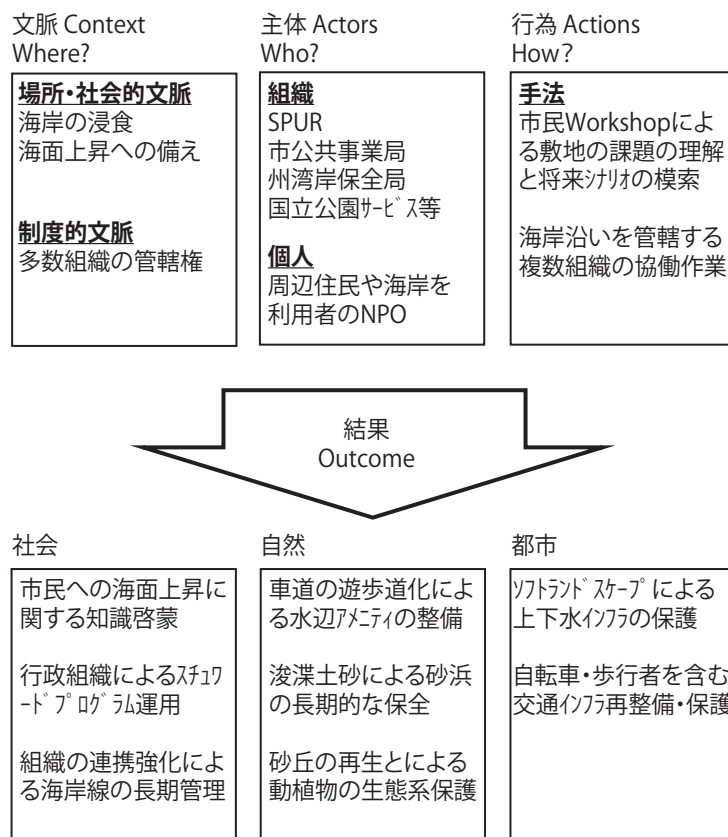 文脈 Context
Where?
場所・社会的文脈
海岸の浸食
海面上昇への備え
制度的文脈
多数組織の管轄権
主体 Actors
Who?
組織
SPUR
市公共事業局
州湾岸保全局
国立公園ｻｰﾋﾞｽ等
個人
周辺住民や海岸を
利用者のNPO
行為 Actions
How？
手法
市民Workshopによ
る敷地の課題の理解
と将来ｼﾅﾘｵの模索
海岸沿いを管轄する
複数組織の協働作業
結果
Outcome
社会
市民への海面上昇に
関する知識啓蒙
行政組織によるｽﾁｭﾜ
ｰﾄﾞﾌﾟﾛｸﾞﾗﾑ運用
組織の連携強化によ
る海岸線の長期管理
自然
車道の遊歩道化によ
る水辺ｱﾒﾆﾃｨの整備
浚渫土砂による砂浜
の長期的な保全
砂丘の再生とによる
動植物の生態系保護
都市
ｿﾌﾄﾗﾝﾄﾞｽｹｰﾌﾟによる
上下水ｲﾝﾌﾗの保護
自転車・歩行者を含む
交通ｲﾝﾌﾗ再整備・保護